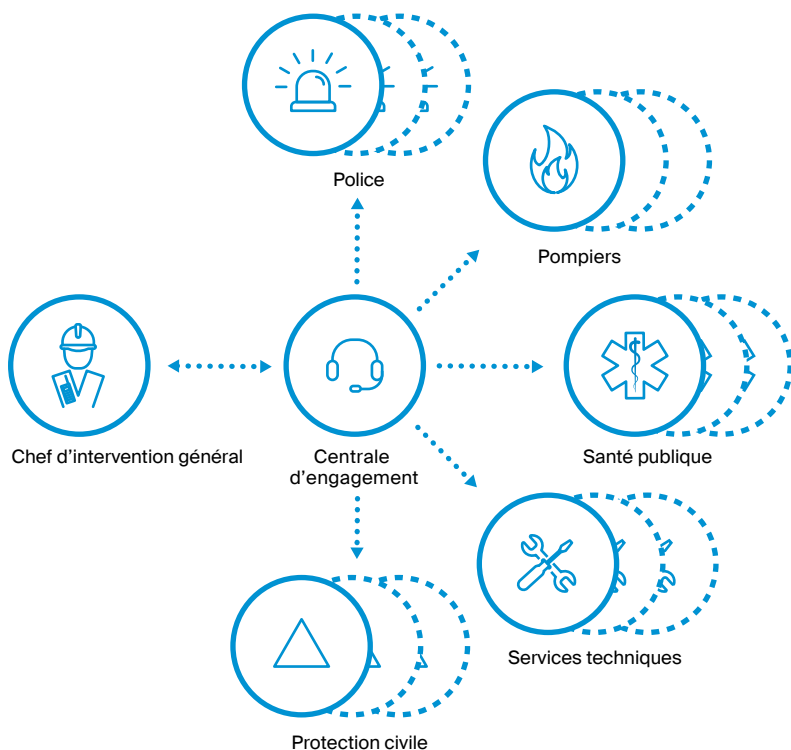 Police
Pompiers
Chef d’intervention général
Centrale
d’engagement
Santé publique
Services techniques
Protection civile